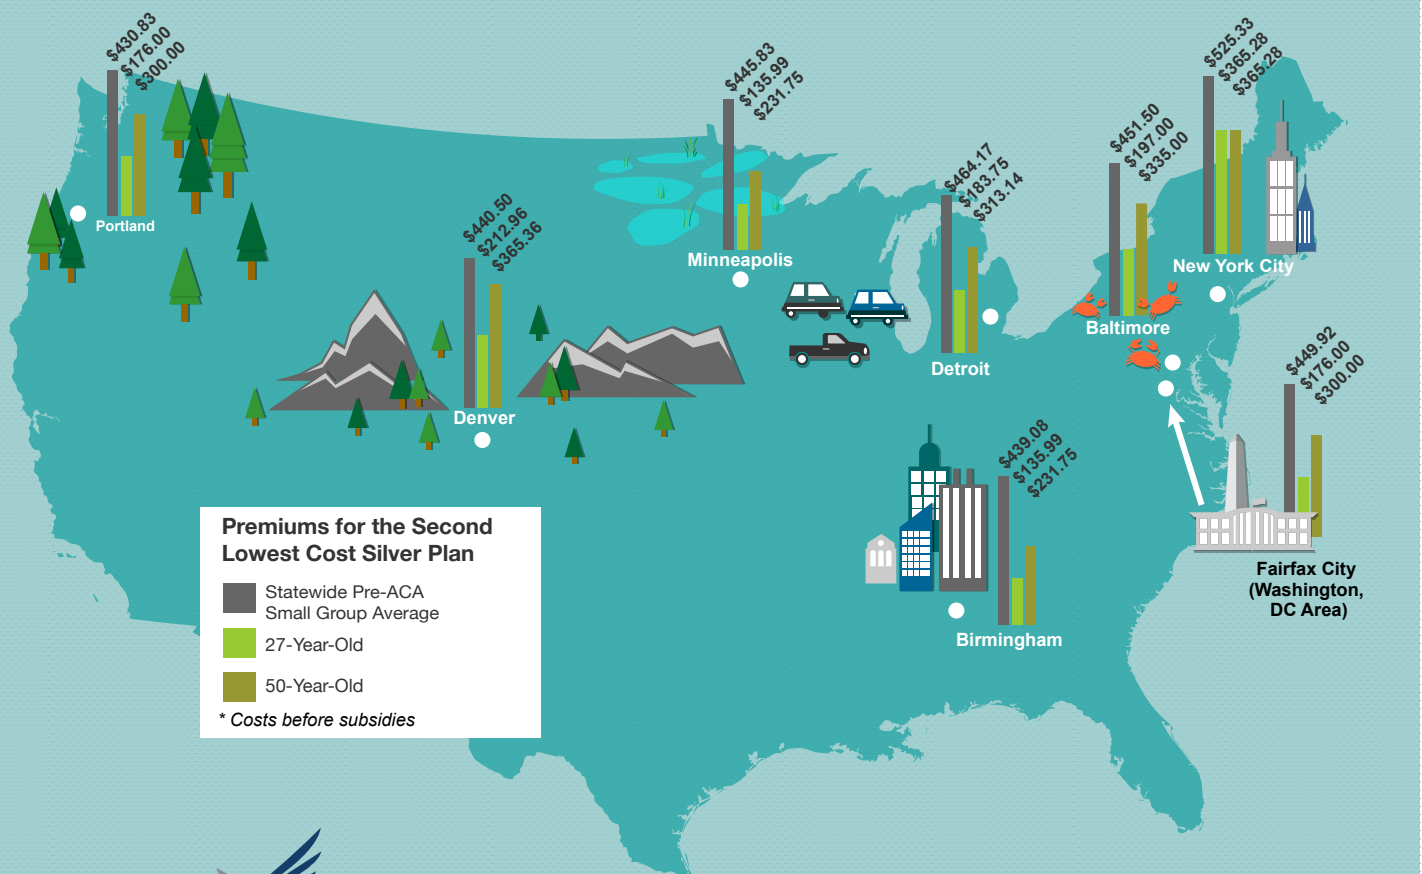 $430.83
$176.00
$300.00
Portland
$440.50
$212.96
$365.36
Denver
$445.83
$135.99
$231.75
Minneapolis
$464.17
$183.75
$313.14
Detroit
$451.50
$197.00
$335.00
Baltimore
$525.33
$365.28
$365.28
New York City
$449.92
$176.00
$300.00
Fairfax City
(Washington,
DC Area)
$439.08
$135.99
$231.75
Birmingham
Premiums for the Second
Lowest Cost Silver Plan
Statewide Pre-ACA
Small Group Average
27-Year-Old
50-Year-Old
* Costs before subsidies